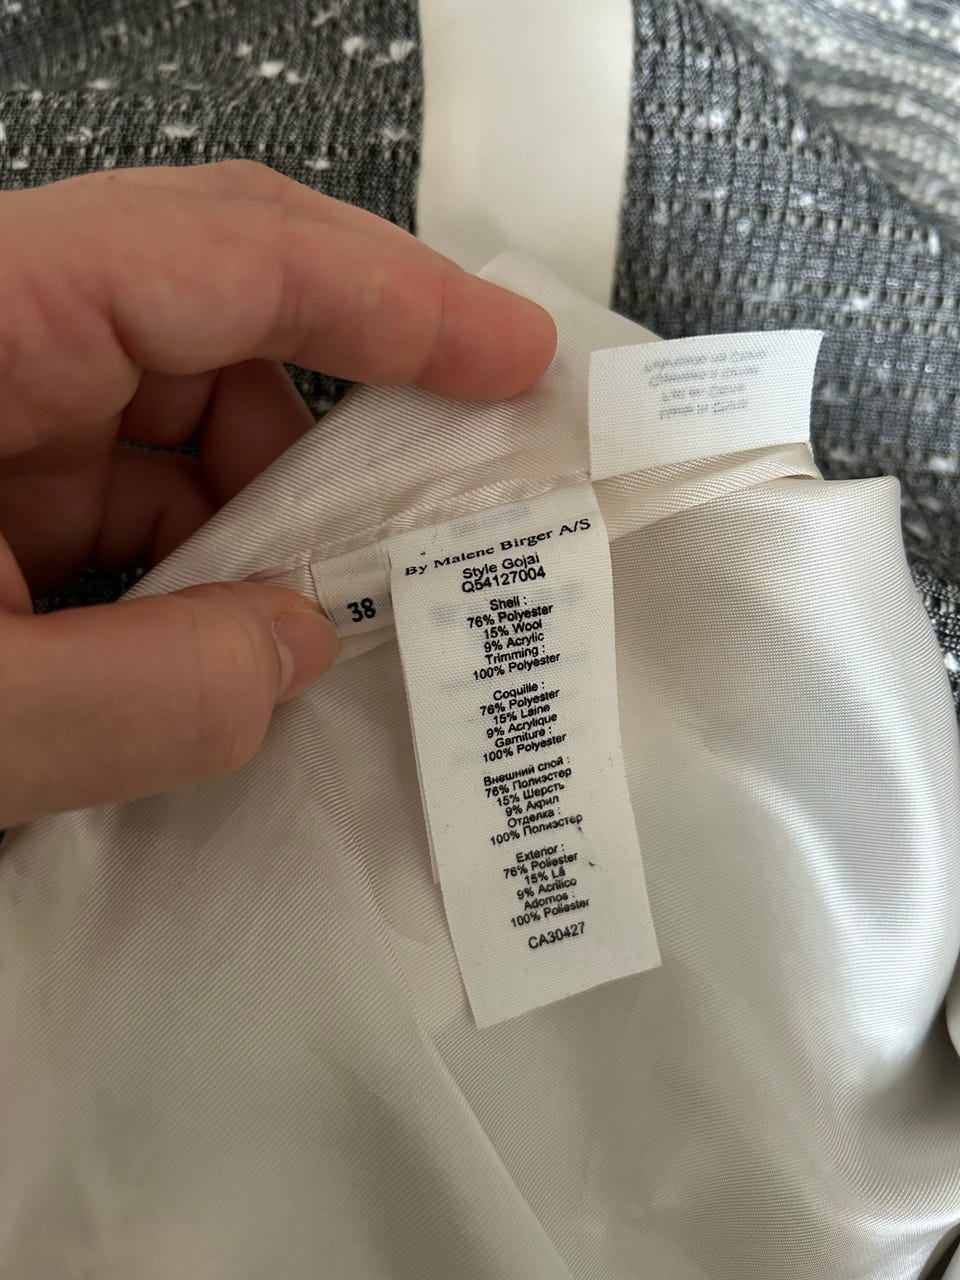 38
By Malene Birger A/S
Style Gojai
Q54127004
Shell :
76% Polyester
15% Wool
9% Acrylic
Trimming :
100% Polyester
Coquille :
76% Polyester
15% Laine
9% Acrylique
Garniture :
100% Polyester
Внешний слой :
76% Полиэстер
15% Шерсть
9% Акрил
Отделка :
100% Полиэстер
Exterior :
76% Poliester
15% Lã
9% Acrilico
Adornos :
100% Poliester
CA30427